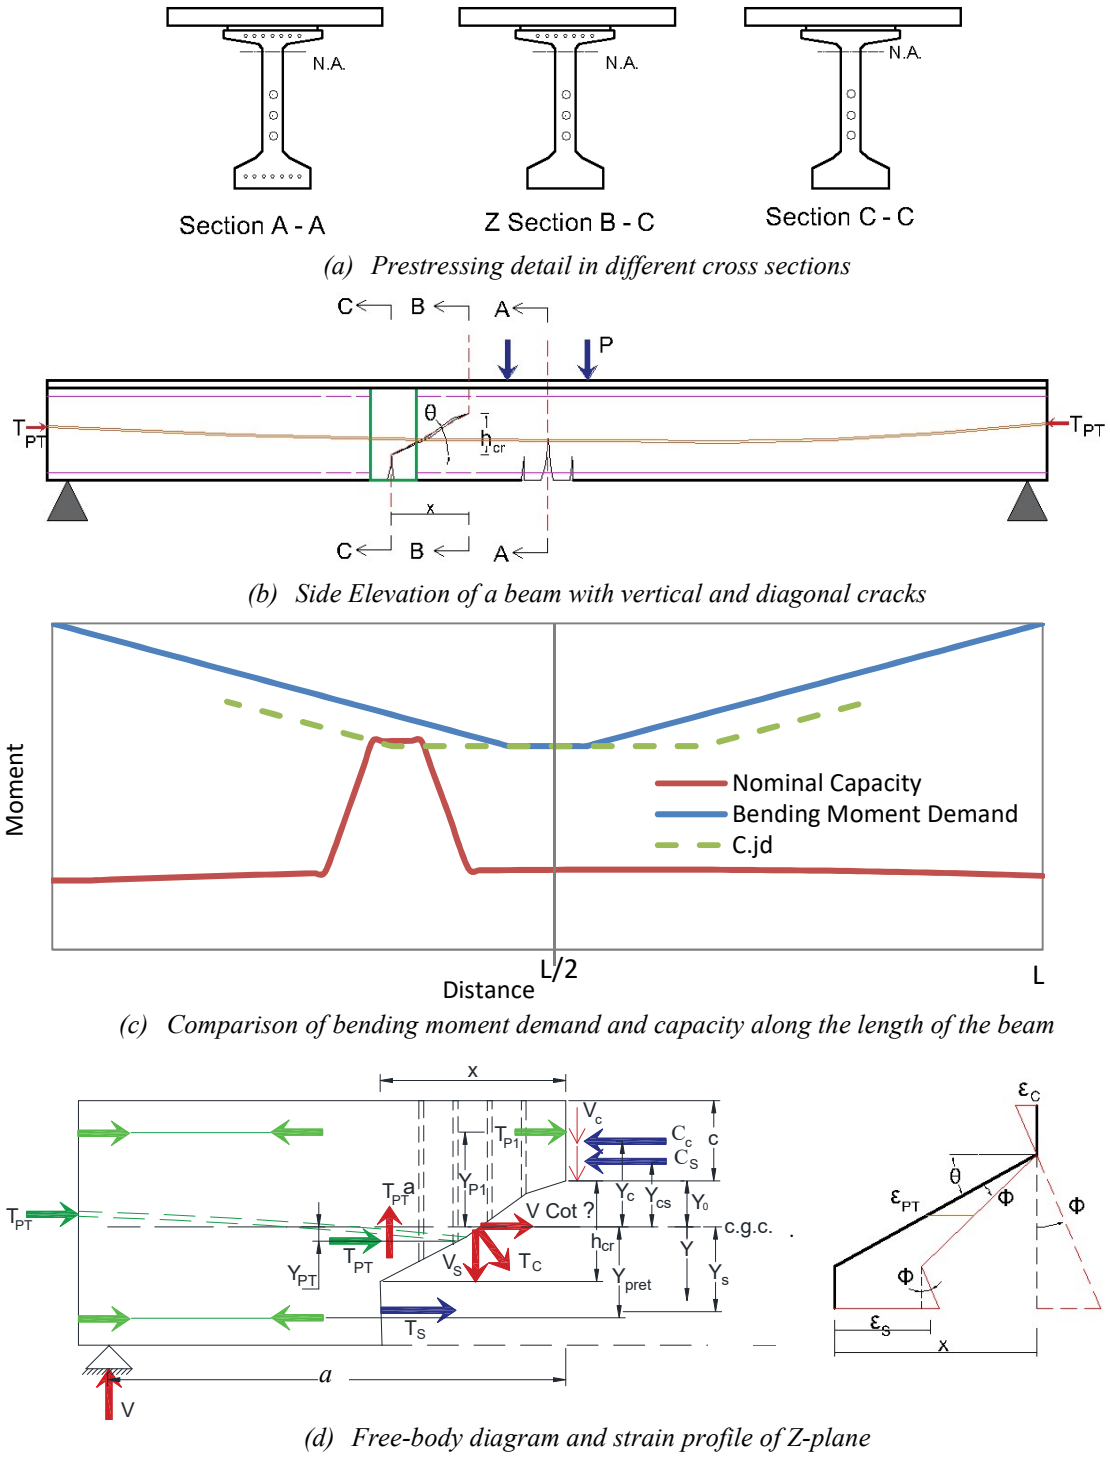 N.A. N.A. N.A.
Section A - A Z Section B - C Section C - C
(a) Prestressing detail in different cross sections
C B A
P
θ
T_PT h_cr T_PT
x
C B A
(b) Side Elevation of a beam with vertical and diagonal cracks
Moment
Nominal Capacity
Bending Moment Demand
C.jd
L/2 L
Distance
(c) Comparison of bending moment demand and capacity along the length of the beam
x
V_c
T_P1 C_c c
C_S
Y_P1 Y_c Y_cs Y_0
T_PT a
T_PT V Cot ? c.g.c. .
T_PT V_S T_C h_cr Y
Y_PT Y_pret Y_s
T_S
a
V
ε_C
θ Φ
ε_PT Φ
Φ
ε_S
x
(d) Free-body diagram and strain profile of Z-plane